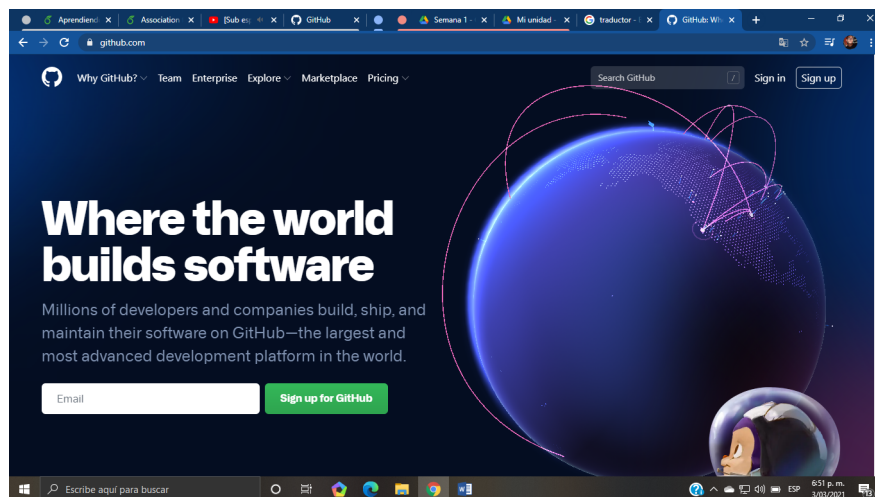 Aprendiend
Association
(Sub es
GitHub
Semana 1 -
Mi unidad -
traductor -
GitHub: Wh
github.com
Why GitHub? Team Enterprise Explore Marketplace Pricing
Search GitHub /
Sign in
Sign up
Where the world
builds software
Millions of developers and companies build, ship, and
maintain their software on GitHub—the largest and
most advanced development platform in the world.
Email
Sign up for GitHub
Escribe aquí para buscar
ESP
6:51 p. m.
3/03/2021
13